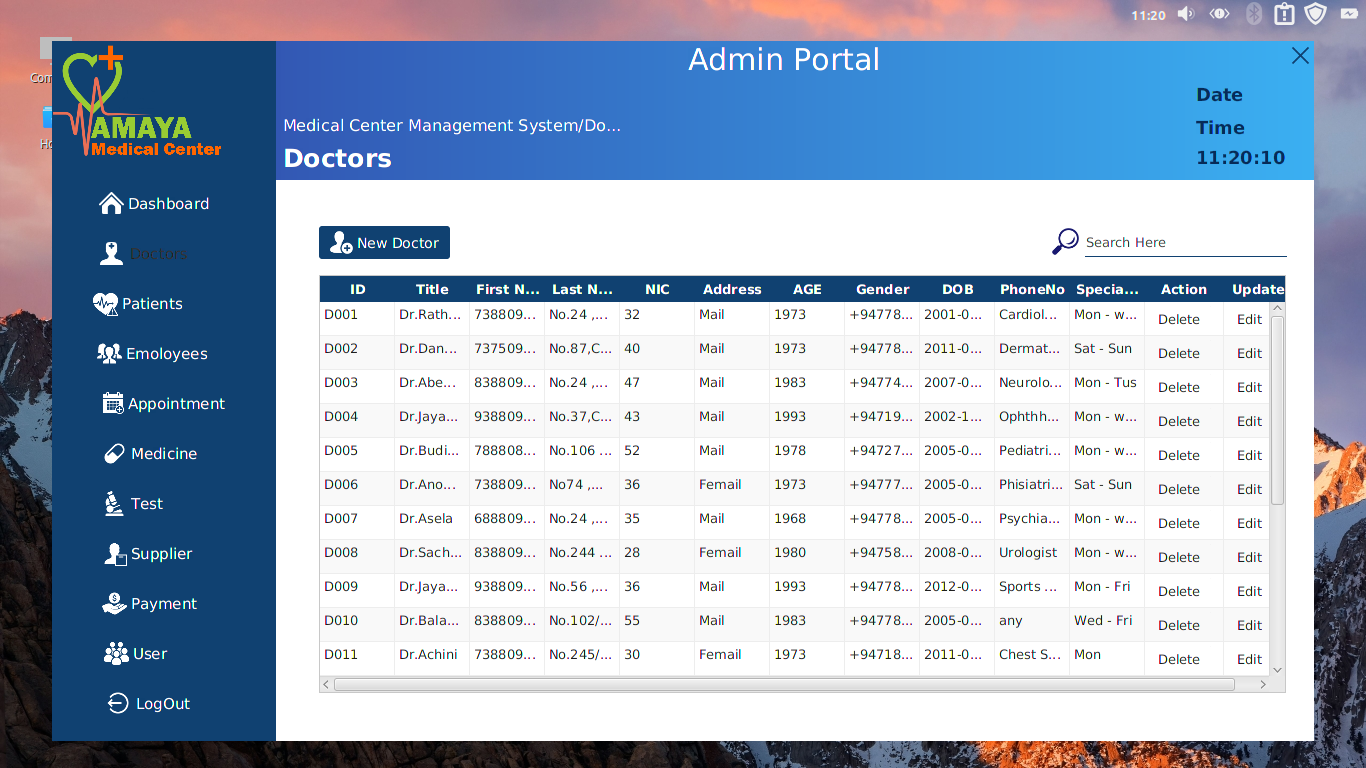 11:20
Com
Ho
AMAYA
Medical Center
Admin Portal
Date
Medical Center Management System/Do...
Time
Doctors
11:20:10
Dashboard
Doctors
Patients
Emoloyees
Appointment
Medicine
Test
Supplier
Payment
User
LogOut
New Doctor
Search Here
ID Title First N... Last N... NIC Address AGE Gender DOB PhoneNo Specia... Action Update
D001 Dr.Rath... 738809... No.24 ,... 32 Mail 1973 +94778... 2001-0... Cardiol... Mon - w... Delete Edit
D002 Dr.Dan... 737509... No.87,C... 40 Mail 1973 +94778... 2011-0... Dermat... Sat - Sun Delete Edit
D003 Dr.Abe... 838809... No.24 ,... 47 Mail 1983 +94774... 2007-0... Neurolo... Mon - Tus Delete Edit
D004 Dr.Jaya... 938809... No.37,C... 43 Mail 1993 +94719... 2002-1... Ophthh... Mon - w... Delete Edit
D005 Dr.Budi... 788808... No.106 ... 52 Mail 1978 +94727... 2005-0... Pediatri... Mon - w... Delete Edit
D006 Dr.Ano... 738809... No74 ,... 36 Femail 1973 +94777... 2005-0... Phisiatri... Sat - Sun Delete Edit
D007 Dr.Asela 688809... No.24 ,... 35 Mail 1968 +94778... 2005-0... Psychia... Mon - w... Delete Edit
D008 Dr.Sach... 838809... No.244 ... 28 Femail 1980 +94758... 2008-0... Urologist Mon - w... Delete Edit
D009 Dr.Jaya... 938809... No.56 ,... 36 Mail 1993 +94778... 2012-0... Sports ... Mon - Fri Delete Edit
D010 Dr.Bala... 838809... No.102/... 55 Mail 1983 +94778... 2005-0... any Wed - Fri Delete Edit
D011 Dr.Achini 738809... No.245/... 30 Femail 1973 +94718... 2011-0... Chest S... Mon Delete Edit